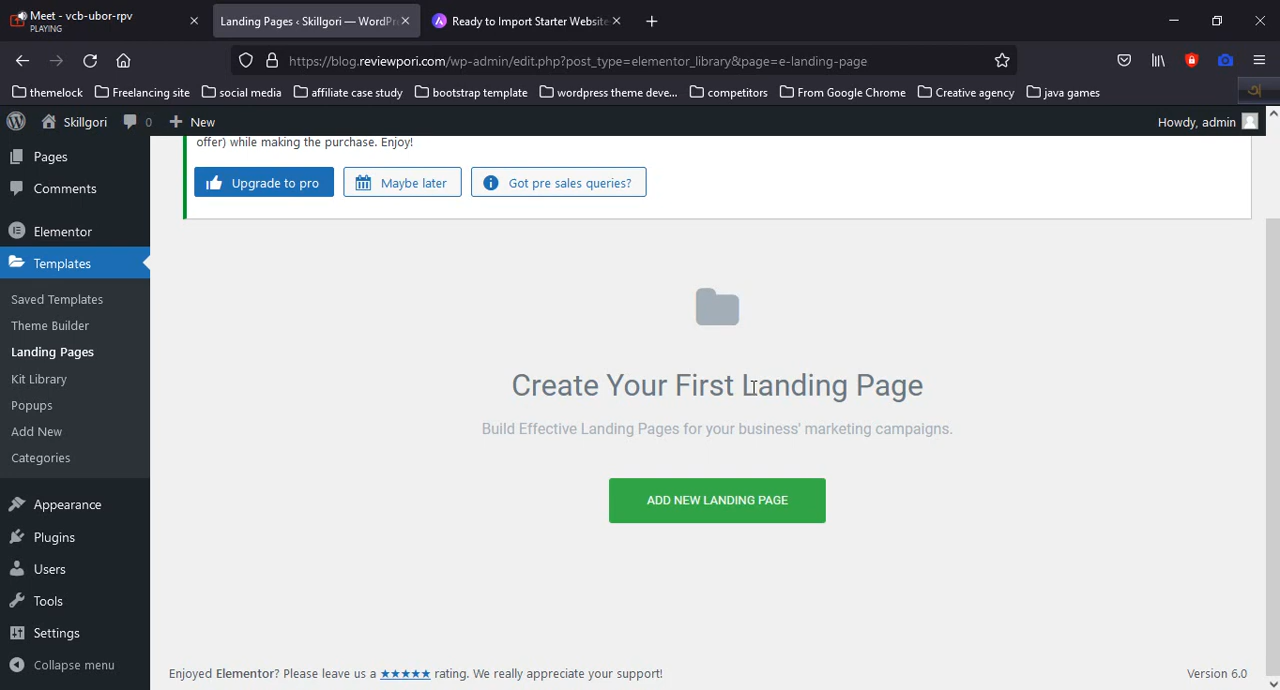 Meet - vcb-ubor-rpv
PLAYING
Landing Pages ‹ Skillgori — WordPr
Ready to Import Starter Website
https://blog.reviewpori.com/wp-admin/edit.php?post_type=elementor_library&page=e-landing-page
themelock
Freelancing site
social media
affiliate case study
bootstrap template
wordpress theme deve...
competitors
From Google Chrome
Creative agency
java games
Skillgori
0
New
Howdy, admin
Pages
Comments
Elementor
Templates
Saved Templates
Theme Builder
Landing Pages
Kit Library
Popups
Add New
Categories
Appearance
Plugins
Users
Tools
Settings
Collapse menu
offer) while making the purchase. Enjoy!
Upgrade to pro
Maybe later
Got pre sales queries?
Create Your First Landing Page
Build Effective Landing Pages for your business' marketing campaigns.
ADD NEW LANDING PAGE
Enjoyed Elementor? Please leave us a ★★★★★ rating. We really appreciate your support!
Version 6.0